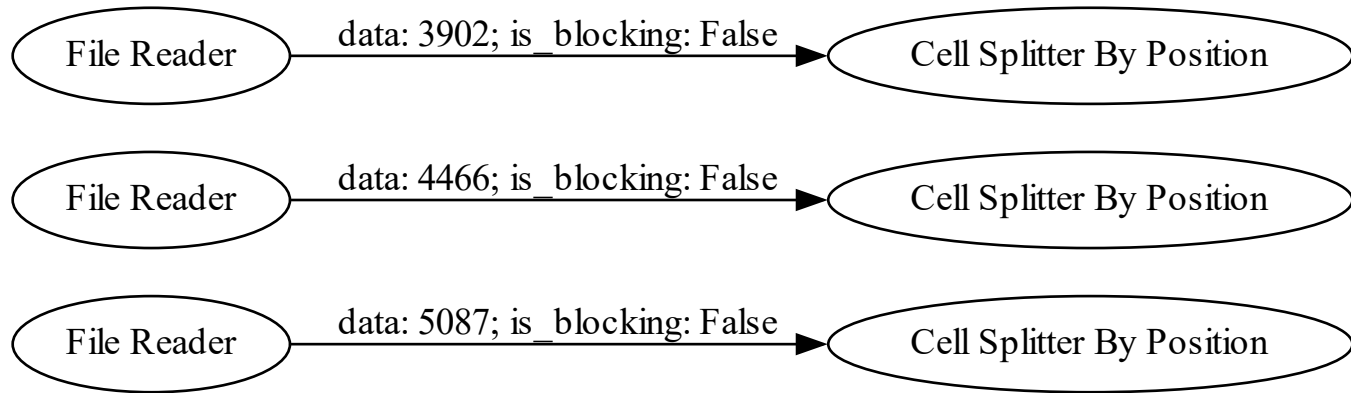 File Reader data: 3902; is_blocking: False Cell Splitter By Position
File Reader data: 4466; is_blocking: False Cell Splitter By Position
File Reader data: 5087; is_blocking: False Cell Splitter By Position